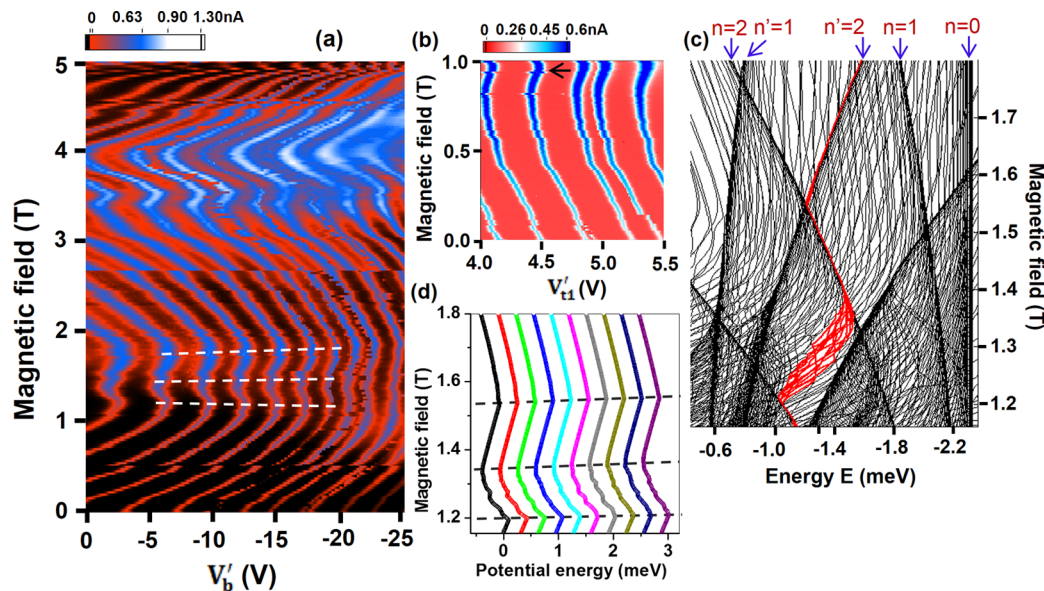 0 0.63 0.90 1.30nA
(a)
5
4
3
2
1
0
Magnetic field (T)
0 -5 -10 -15 -20 -25
V′b (V)
(b)
0 0.26 0.45 0.6nA
1.0
0.5
0.0
Magnetic field (T)
4.0 4.5 5.0 5.5
V′t1 (V)
(c)
n=2 n'=1 n'=2 n=1 n=0
1.7
1.6
1.5
1.4
1.3
1.2
Magnetic field (T)
-0.6 -1.0 -1.4 -1.8 -2.2
Energy E (meV)
(d)
1.8
1.6
1.4
1.2
Magnetic field (T)
0 1 2 3
Potential energy (meV)